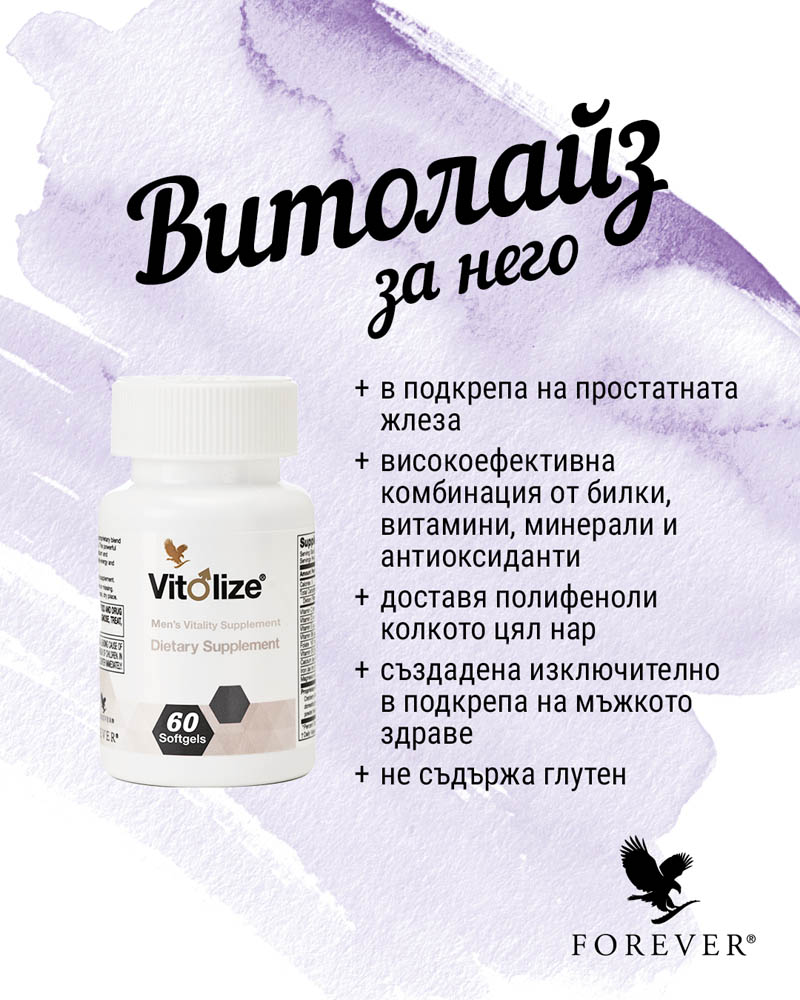 Витолайз
за него
+ в подкрепа на простатната
жлеза
+ високоефективна
комбинация от билки,
витамини, минерали и
антиоксиданти
+ доставя полифеноли
колкото цял нар
+ създадена изключително
в подкрепа на мъжкото
здраве
+ не съдържа глутен
Vitolize®
Men's Vitality Supplement
Dietary Supplement
60
Softgels
FOREVER®